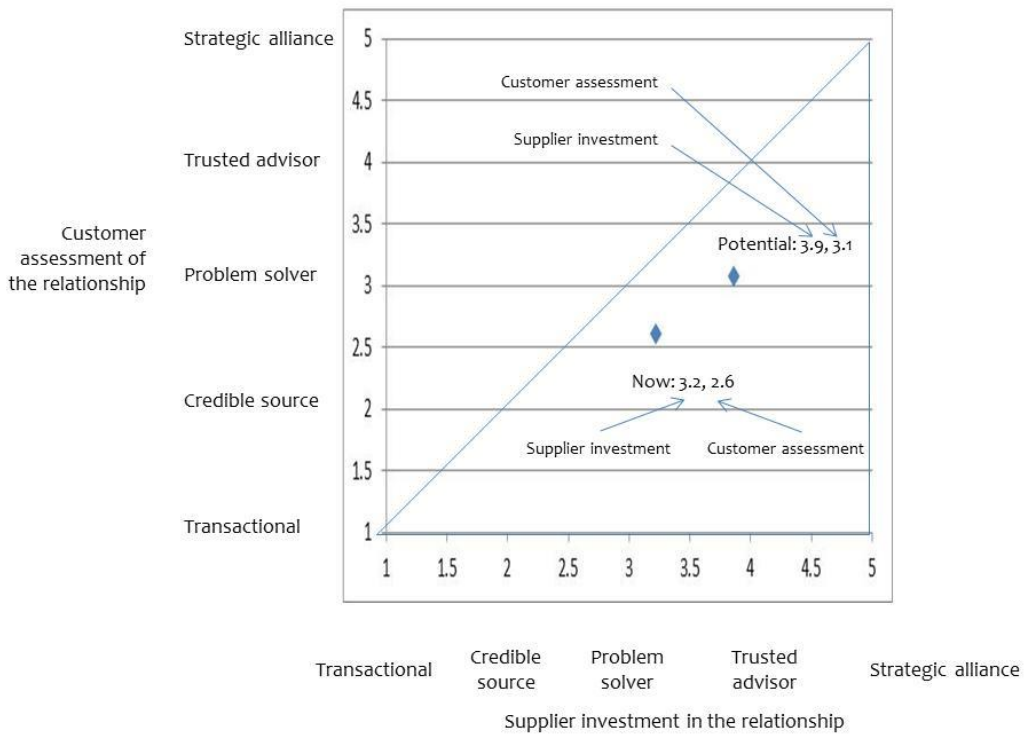 Strategic alliance
5
Customer assessment
4.5
Supplier investment
Trusted advisor
4
3.5
Customer
assessment of
the relationship
Potential: 3.9, 3.1
Problem solver
3
2.5
Now: 3.2, 2.6
Credible source
2
Supplier investment
Customer assessment
1.5
Transactional
1
1 1.5 2 2.5 3 3.5 4 4.5 5
Transactional
Credible
source
Problem
solver
Trusted
advisor
Strategic alliance
Supplier investment in the relationship